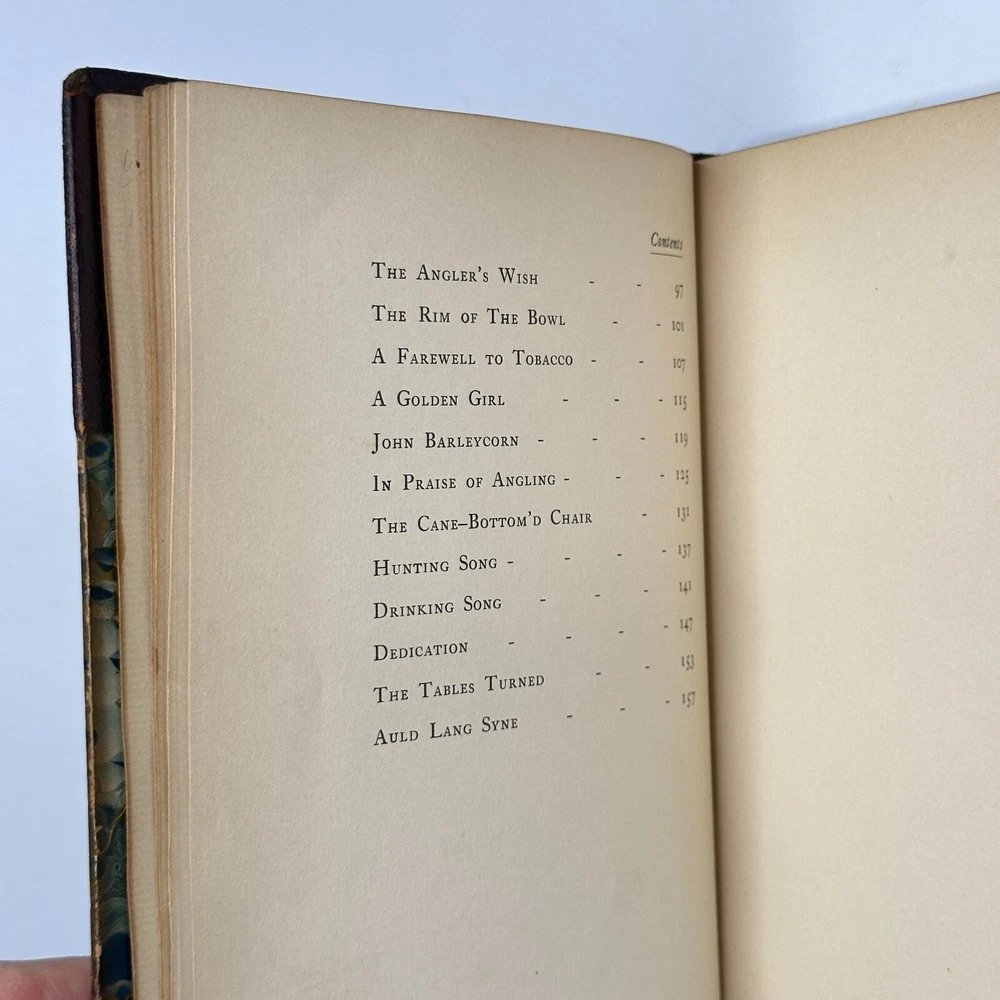 Contents
The Angler's Wish - - 97
The Rim of The Bowl - - 101
A Farewell to Tobacco - - 107
A Golden Girl - - - 115
John Barleycorn - - - 119
In Praise of Angling - - - 125
The Cane–Bottom'd Chair - 131
Hunting Song - - - - 137
Drinking Song - - - 141
Dedication - - - - 147
The Tables Turned - - 153
Auld Lang Syne - - - 157